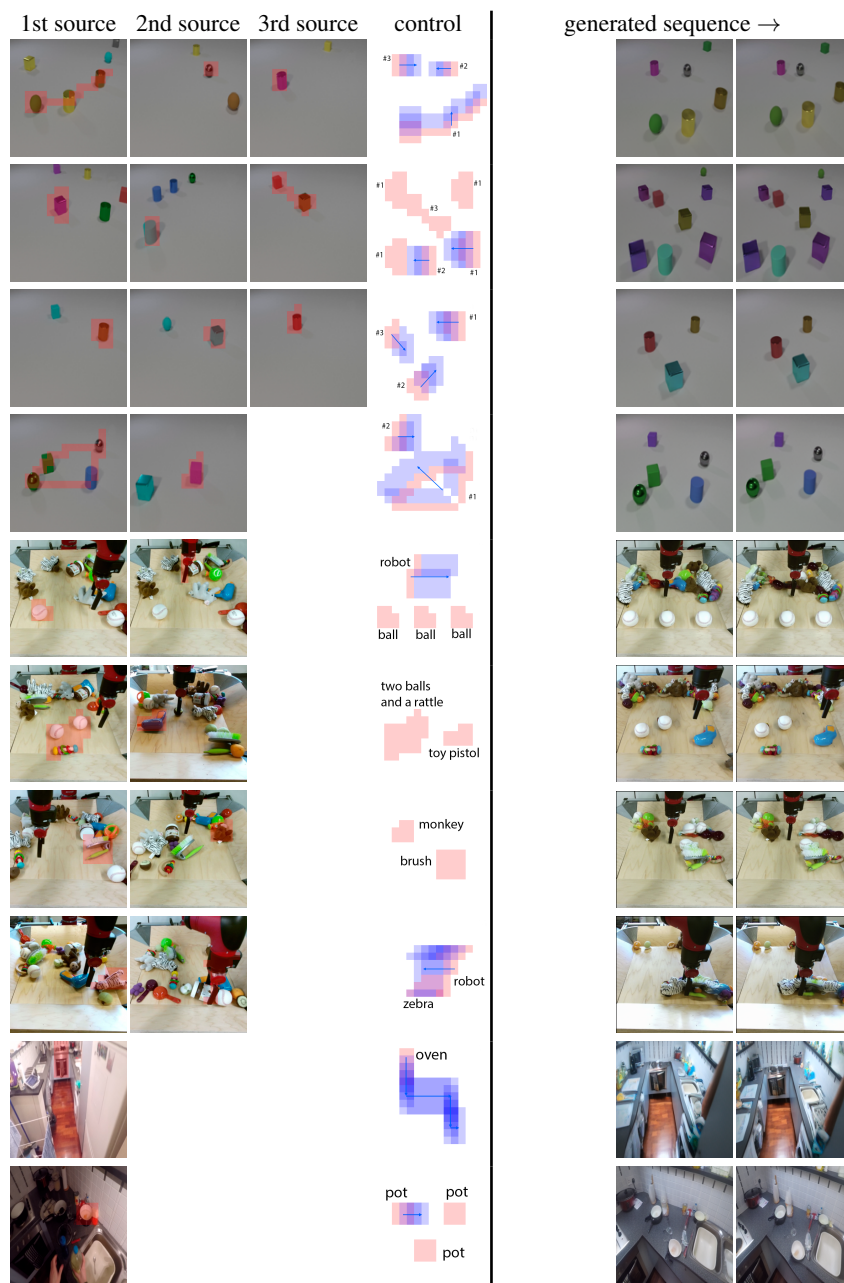 1st source 2nd source 3rd source control generated sequence →
#3
#2
#1
#1
#1
#3
#1
#2
#1
#1
#3
#2
#2
#1
robot
ball ball ball
two balls
and a rattle
toy pistol
monkey
brush
robot
zebra
oven
pot pot
pot